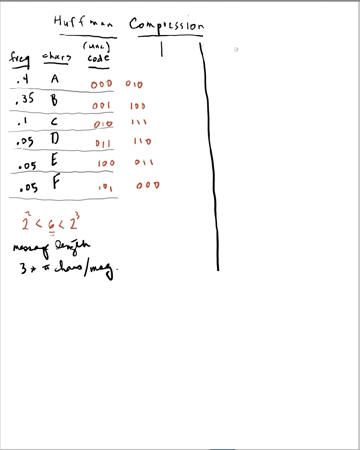 Huffman Compression
freq chars (unc) code
.4 A 000 010
.35 B 001 100
.1 C 010 111
.05 D 011 110
.05 E 100 011
.05 F 101 000
2² < 6 < 2³
message length
3 * # chars/msg.